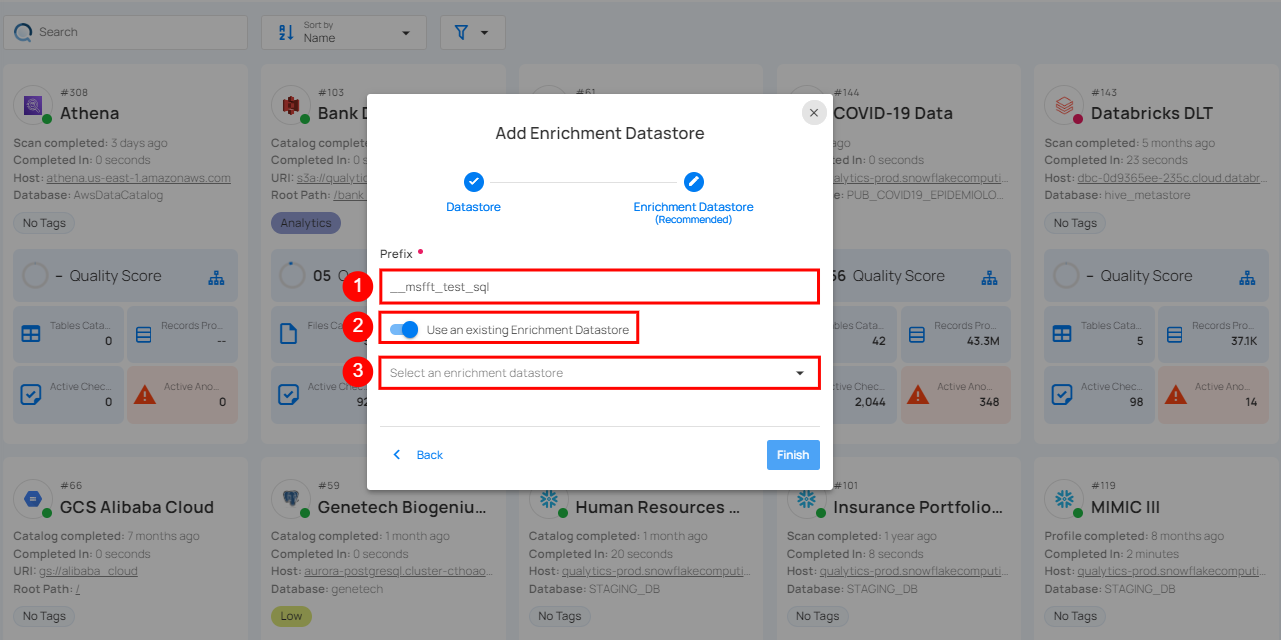 Search
Sort by
Name
#308
Athena
Scan completed: 3 days ago
Completed In: 0 seconds
Host: athena.us-east-1.amazonaws.com
Database: AwsDataCatalog
No Tags
– Quality Score
Tables Cata...
0
Records Pro...
--
Active Chec...
0
Active Ano...
0
#103
Bank D
Catalog complet
Completed In: 0
URI: s3a://qualytic
Root Path: /bank
Analytics
05 Q
Files Ca
Active Ch
92
#61
#144
COVID-19 Data
ago
ed In: 0 seconds
alytics-prod.snowflakecomputi...
e: PUB_COVID19_EPIDEMIOLO...
56 Quality Score
les Cata...
42
Records Pro...
43.3M
ive Chec...
2,044
Active Ano...
348
#143
Databricks DLT
Scan completed: 5 months ago
Completed In: 23 seconds
Host: dbc-0d9365ee-235c.cloud.databr...
Database: hive_metastore
No Tags
– Quality Score
Tables Cata...
5
Records Pro...
37.1K
Active Chec...
98
Active Ano...
14
Add Enrichment Datastore
Datastore
Enrichment Datastore
(Recommended)
Prefix
1
__msfft_test_sql
2
Use an existing Enrichment Datastore
3
Select an enrichment datastore
Back
Finish
#66
GCS Alibaba Cloud
Catalog completed: 7 months ago
Completed In: 0 seconds
URI: gs://alibaba_cloud
Root Path: /
No Tags
#59
Genetech Biogeniu...
Catalog completed: 1 month ago
Completed In: 0 seconds
Host: aurora-postgresql.cluster-cthoao...
Database: genetech
Low
Human Resources ...
Catalog completed: 1 month ago
Completed In: 20 seconds
Host: qualytics-prod.snowflakecomputi...
Database: STAGING_DB
No Tags
#101
Insurance Portfolio...
Scan completed: 1 year ago
Completed In: 8 seconds
Host: qualytics-prod.snowflakecomputi...
Database: STAGING_DB
No Tags
#119
MIMIC III
Profile completed: 8 months ago
Completed In: 2 minutes
Host: qualytics-prod.snowflakecomputi...
Database: STAGING_DB
No Tags